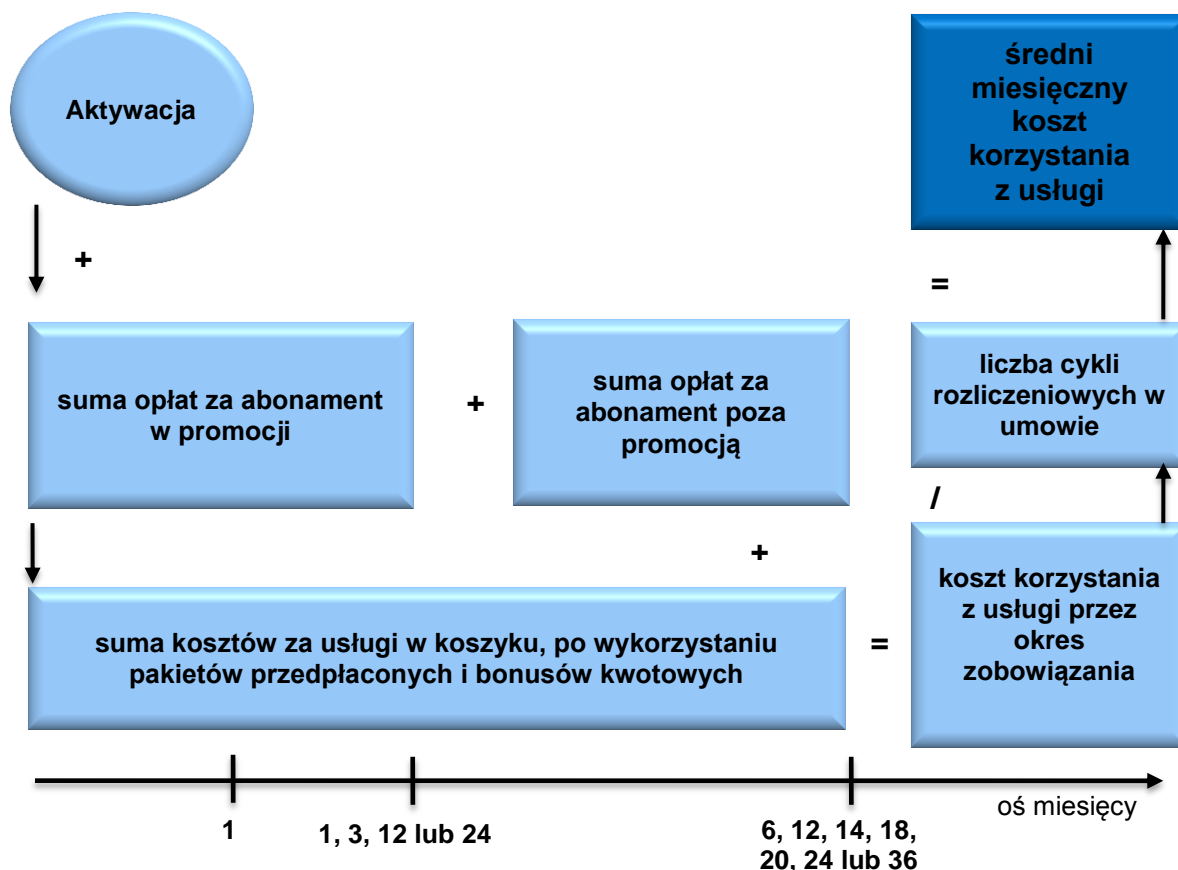 Aktywacja
średni
miesięczny
koszt
korzystania
z usługi
+
=
suma opłat za abonament
w promocji
+
suma opłat za
abonament poza
promocją
liczba cykli
rozliczeniowych w
umowie
/
+
suma kosztów za usługi w koszyku, po wykorzystaniu
pakietów przedpłaconych i bonusów kwotowych
=
koszt korzystania
z usługi przez
okres
zobowiązania
oś miesięcy
1
1, 3, 12 lub 24
6, 12, 14, 18,
20, 24 lub 36